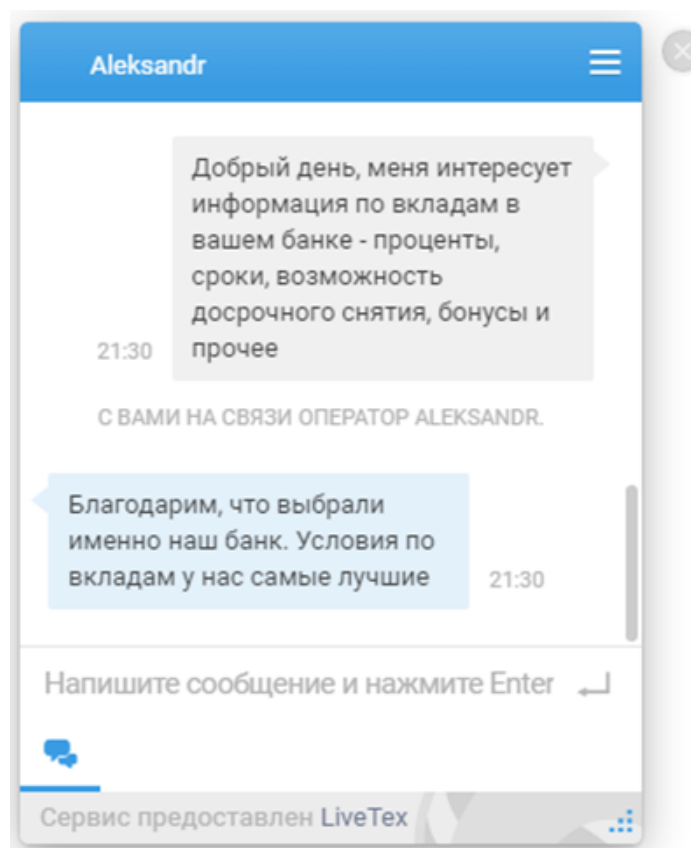 Aleksandr
Добрый день, меня интересует
информация по вкладам в
вашем банке - проценты,
сроки, возможность
досрочного снятия, бонусы и
прочее
21:30
С ВАМИ НА СВЯЗИ ОПЕРАТОР ALEKSANDR.
Благодарим, что выбрали
именно наш банк. Условия по
вкладам у нас самые лучшие
21:30
Напишите сообщение и нажмите Enter
Сервис предоставлен LiveTex